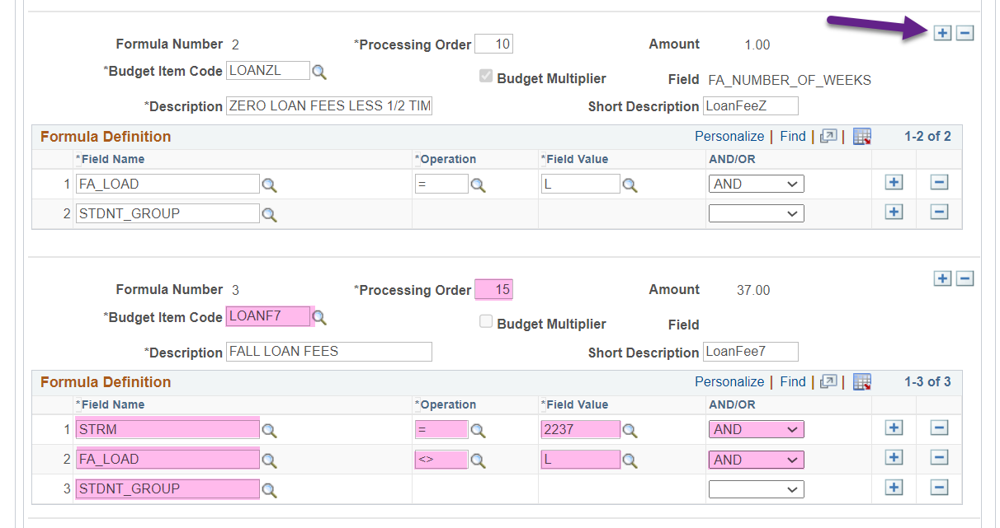 Formula Number 2 *Processing Order 10 Amount 1.00
*Budget Item Code LOANZL Budget Multiplier Field FA_NUMBER_OF_WEEKS
*Description ZERO LOAN FEES LESS 1/2 TIM Short Description LoanFeeZ
Formula Definition Personalize | Find | | 1-2 of 2
*Field Name *Operation *Field Value AND/OR
1 FA_LOAD = L AND
2 STDNT_GROUP
Formula Number 3 *Processing Order 15 Amount 37.00
*Budget Item Code LOANF7 Budget Multiplier Field
*Description FALL LOAN FEES Short Description LoanFee7
Formula Definition Personalize | Find | | 1-3 of 3
*Field Name *Operation *Field Value AND/OR
1 STRM = 2237 AND
2 FA_LOAD <> L AND
3 STDNT_GROUP